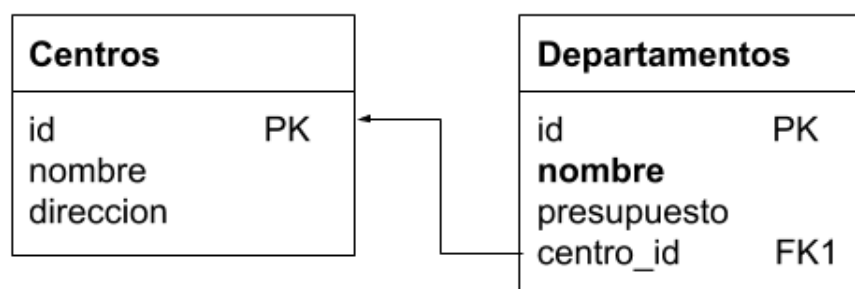 Centros
id PK
nombre
direccion
Departamentos
id PK
nombre
presupuesto
centro_id FK1